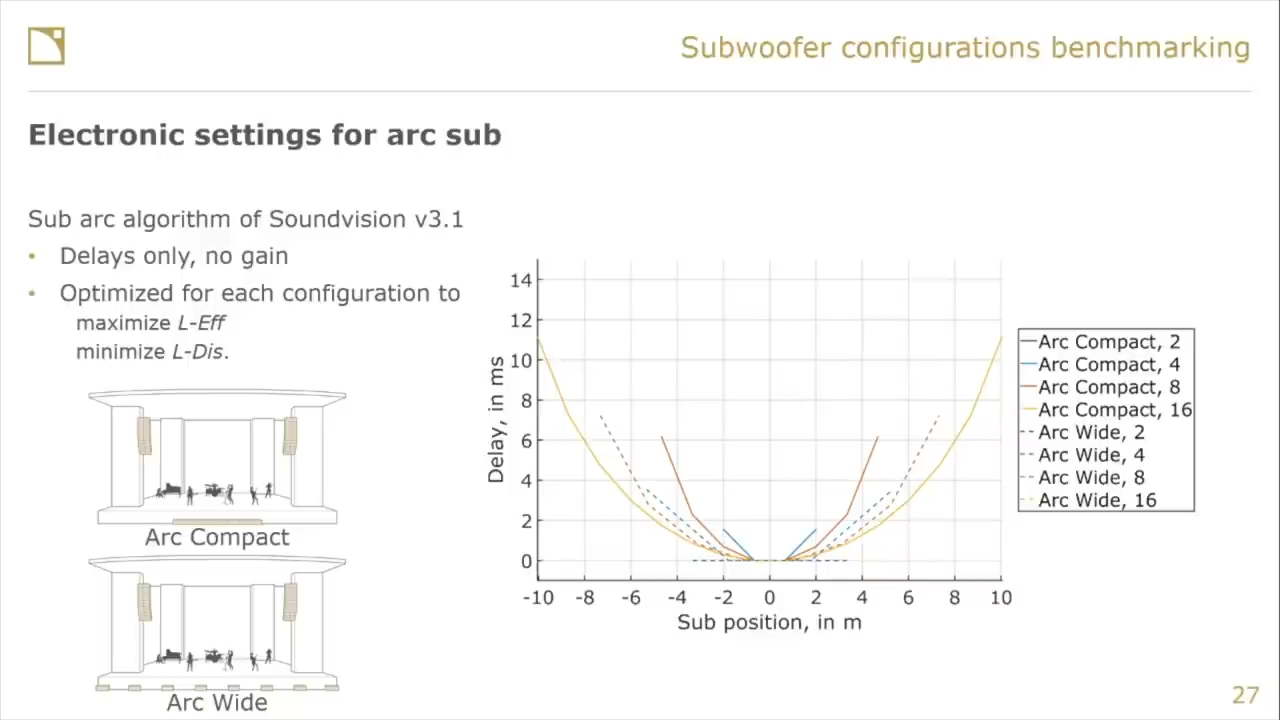 Subwoofer configurations benchmarking
Electronic settings for arc sub
Sub arc algorithm of Soundvision v3.1
• Delays only, no gain
• Optimized for each configuration to
maximize L-Eff
minimize L-Dis.
Arc Compact
Arc Wide
Delay, in ms
14
12
10
8
6
4
2
0
-10 -8 -6 -4 -2 0 2 4 6 8 10
Sub position, in m
Arc Compact, 2
Arc Compact, 4
Arc Compact, 8
Arc Compact, 16
Arc Wide, 2
Arc Wide, 4
Arc Wide, 8
Arc Wide, 16
27